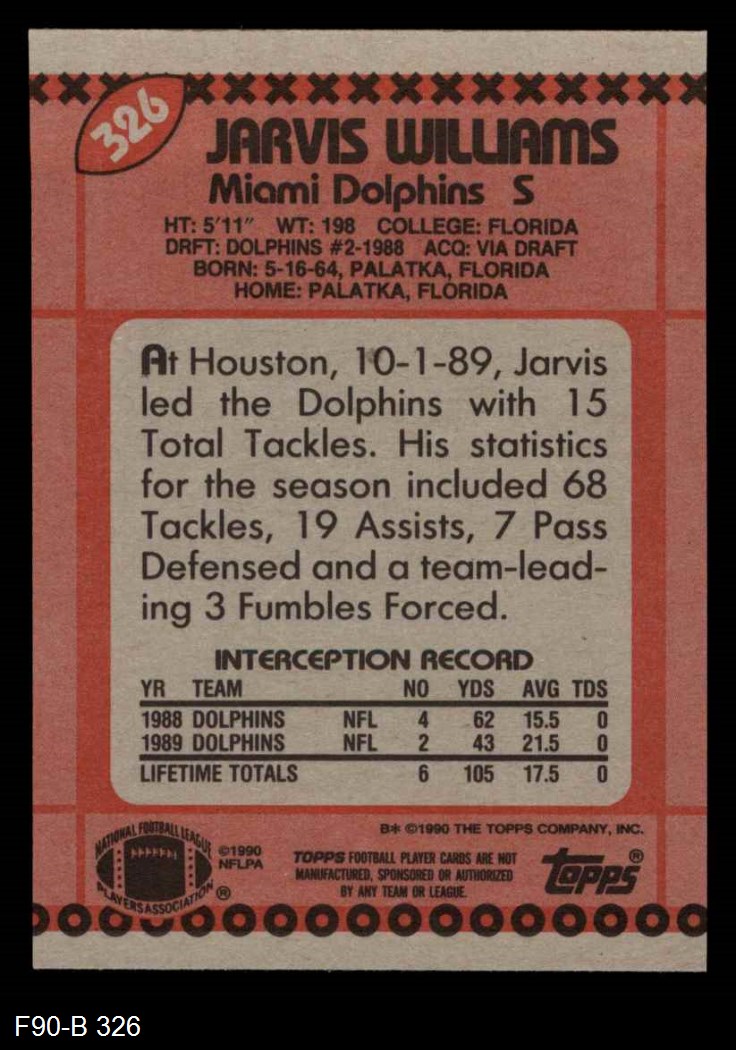 326
JARVIS WILLIAMS
Miami Dolphins S
HT: 5'11" WT: 198 COLLEGE: FLORIDA
DRFT: DOLPHINS #2-1988 ACQ: VIA DRAFT
BORN: 5-16-64, PALATKA, FLORIDA
HOME: PALATKA, FLORIDA
At Houston, 10-1-89, Jarvis
led the Dolphins with 15
Total Tackles. His statistics
for the season included 68
Tackles, 19 Assists, 7 Pass
Defensed and a team-lead-
ing 3 Fumbles Forced.
INTERCEPTION RECORD
YR TEAM NO YDS AVG TDS
1988 DOLPHINS NFL 4 62 15.5 0
1989 DOLPHINS NFL 2 43 21.5 0
LIFETIME TOTALS 6 105 17.5 0
B* ©1990 THE TOPPS COMPANY, INC.
NATIONAL FOOTBALL LEAGUE
PLAYERS ASSOCIATION ®
©1990
NFLPA
TOPPS FOOTBALL PLAYER CARDS ARE NOT
MANUFACTURED, SPONSORED OR AUTHORIZED
BY ANY TEAM OR LEAGUE.
topps®
F90-B 326